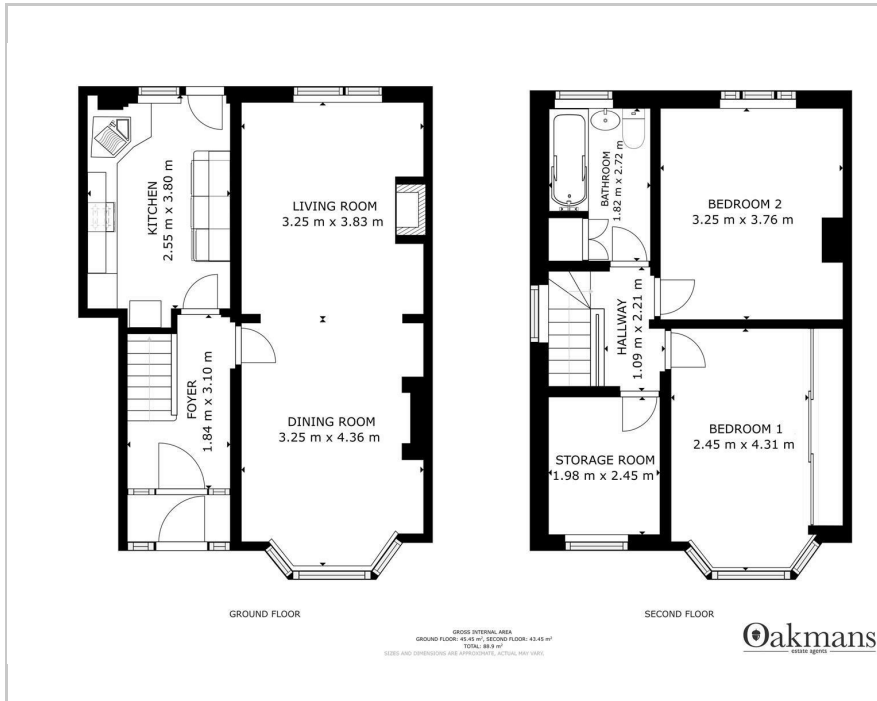 KITCHEN
2.55 m x 3.80 m
LIVING ROOM
3.25 m x 3.83 m
FOYER
1.84 m x 3.10 m
DINING ROOM
3.25 m x 4.36 m
BATHROOM
1.82 m x 2.72 m
BEDROOM 2
3.25 m x 3.76 m
HALLWAY
1.09 m x 2.21 m
STORAGE ROOM
1.98 m x 2.45 m
BEDROOM 1
2.45 m x 4.31 m
GROUND FLOOR
SECOND FLOOR
GROSS INTERNAL AREA
GROUND FLOOR: 45.45 m², SECOND FLOOR: 43.45 m²
TOTAL: 88.9 m²
SIZES AND DIMENSIONS ARE APPROXIMATE, ACTUAL MAY VARY.
Oakmans
estate agents